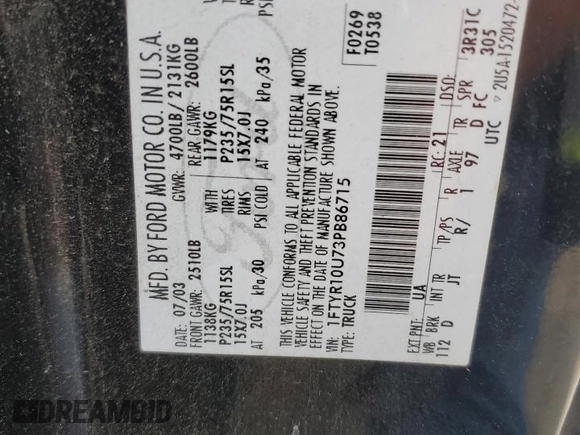 MFD. BY FORD MOTOR CO. IN U.S.A.
DATE: 07/03 GVWR: 4700LB/2131KG
FRONT GAWR: 2510LB REAR GAWR: 2600LB
1138KG WITH 1179KG
P235/75R15SL TIRES P235/75R15SL
15X7.0J RIMS 15X7.0J
AT 205 kPa/30 PSI COLD AT 240 kPa/35
THIS VEHICLE CONFORMS TO ALL APPLICABLE FEDERAL MOTOR
VEHICLE SAFETY AND THEFT PREVENTION STANDARDS IN
EFFECT ON THE DATE OF MANUFACTURE SHOWN ABOVE.
VIN: 1FTYR10U73PB86715
TYPE: TRUCK
F0269
T0538
EXT PNT: UA RC: 21 DSO:
WB BRK INT TR TP/PS R AXLE TR SPR 3R31C
112 D JT R/ 1 97 D FC 305
UTC
2U5A-1520472-
Ford
DREAMBID